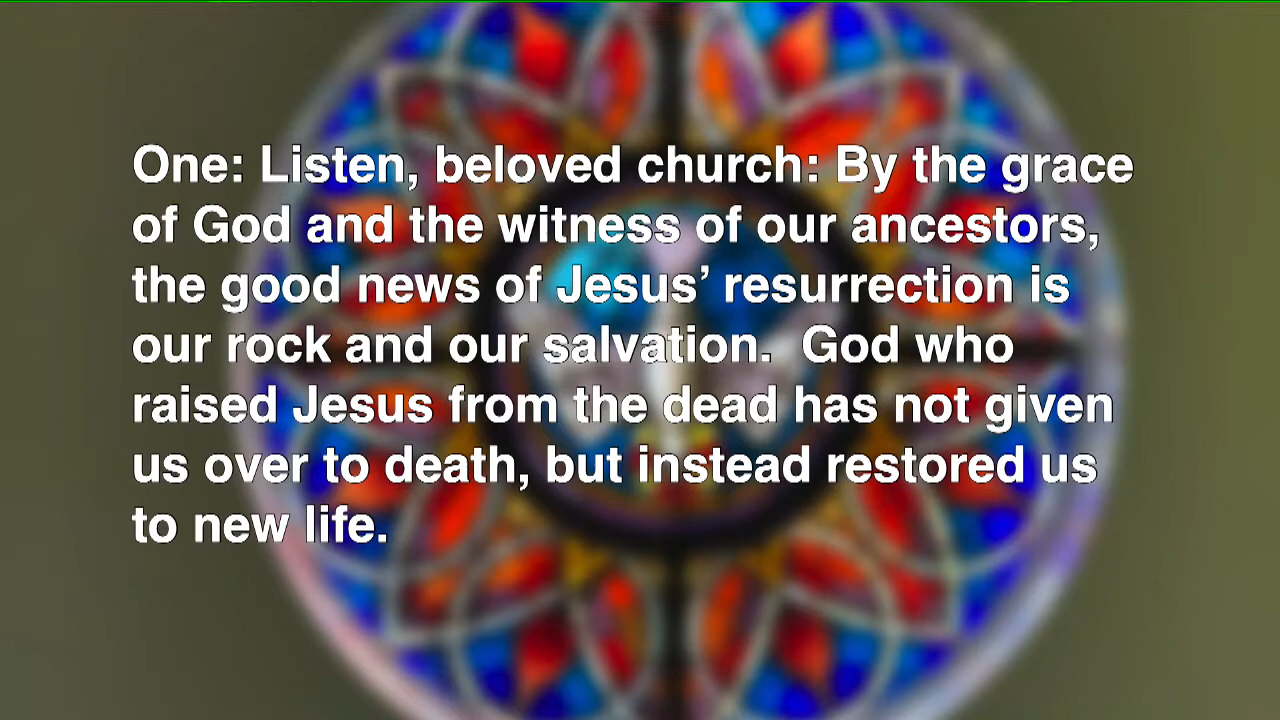 One: Listen, beloved church: By the grace
of God and the witness of our ancestors,
the good news of Jesus’ resurrection is
our rock and our salvation.  God who
raised Jesus from the dead has not given
us over to death, but instead restored us
to new life.